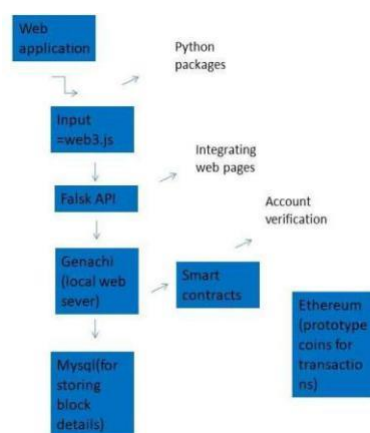 Web
application
Python
packages
Input
=web3.js
Integrating
web pages
Falsk API
Account
verification
Genachi
(local web
sever)
Smart
contracts
Ethereum
(prototype
coins for
transactio
ns)
Mysql(for
storing
block
details)